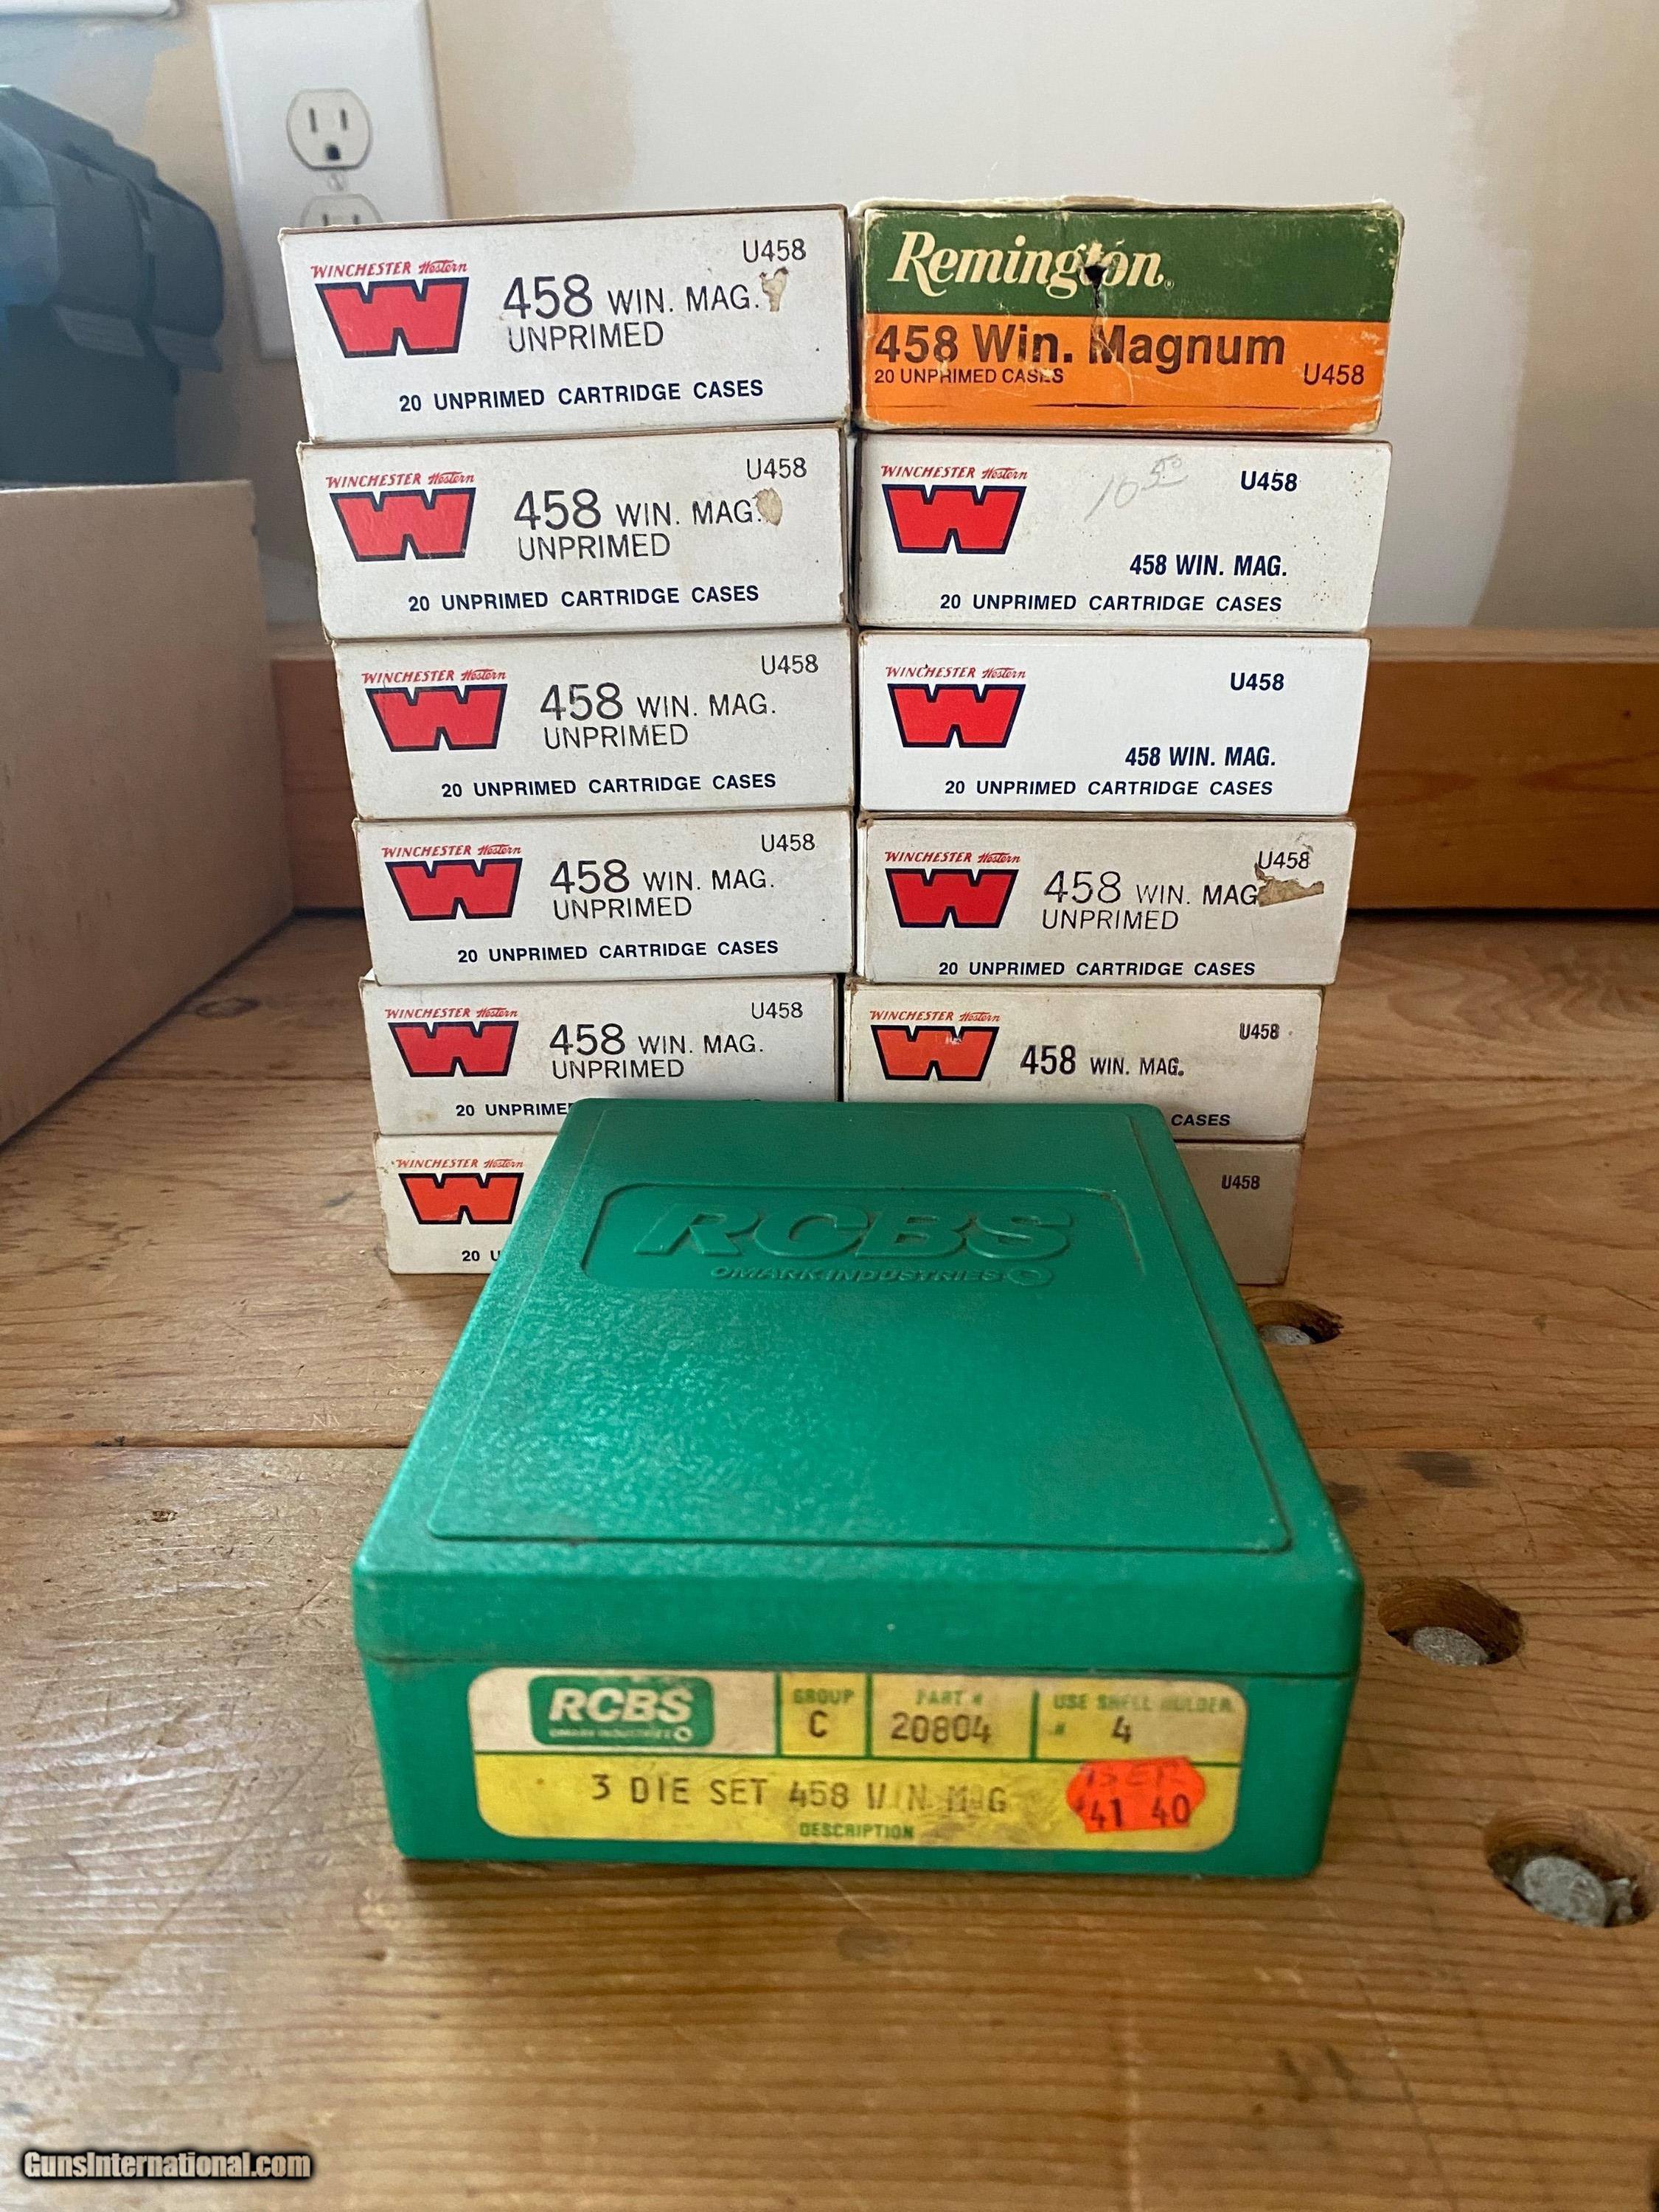 WINCHESTER Western
U458
458 WIN. MAG.
UNPRIMED
20 UNPRIMED CARTRIDGE CASES
Remington
458 Win. Magnum
20 UNPRIMED CASES
U458
WINCHESTER Western
U458
458 WIN. MAG.
UNPRIMED
20 UNPRIMED CARTRIDGE CASES
WINCHESTER Western
16.50
U458
458 WIN. MAG.
20 UNPRIMED CARTRIDGE CASES
WINCHESTER Western
U458
458 WIN. MAG.
UNPRIMED
20 UNPRIMED CARTRIDGE CASES
WINCHESTER Western
U458
458 WIN. MAG.
20 UNPRIMED CARTRIDGE CASES
WINCHESTER Western
U458
458 WIN. MAG.
UNPRIMED
20 UNPRIMED CARTRIDGE CASES
WINCHESTER Western
U458
458 WIN. MAG
UNPRIMED
20 UNPRIMED CARTRIDGE CASES
WINCHESTER Western
U458
458 WIN. MAG.
UNPRIMED
20 UNPRIME
WINCHESTER Western
U458
458 WIN. MAG.
CASES
WINCHESTER Western
20 U
U458
RCBS
OMARK INDUSTRIES
RCBS
OMARK INDUSTRIES
GROUP
C
PART #
20804
USE SHELL HOLDER
# 4
3 DIE SET 458 WIN MAG
DESCRIPTION
$41 40
GunsInternational.com